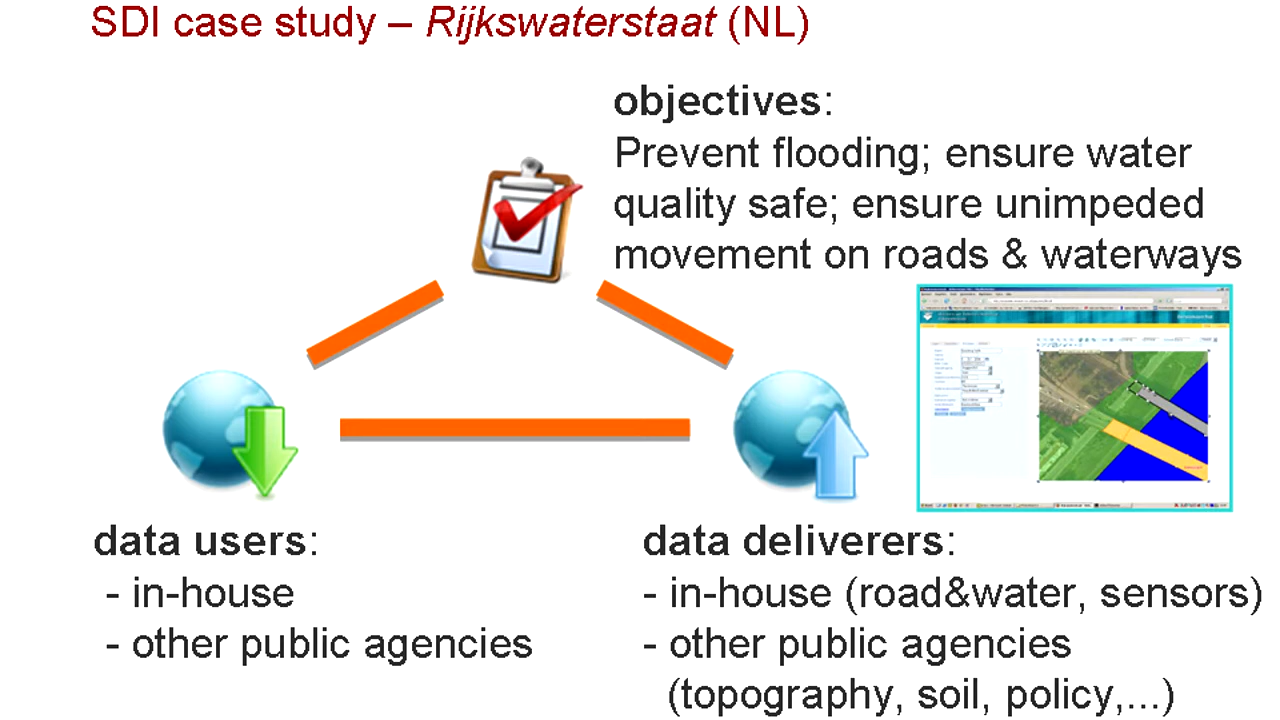 SDI case study – Rijkswaterstaat (NL)
objectives:
Prevent flooding; ensure water
quality safe; ensure unimpeded
movement on roads & waterways
data users:
- in-house
- other public agencies
data deliverers:
- in-house (road&water, sensors)
- other public agencies
(topography, soil, policy,...)